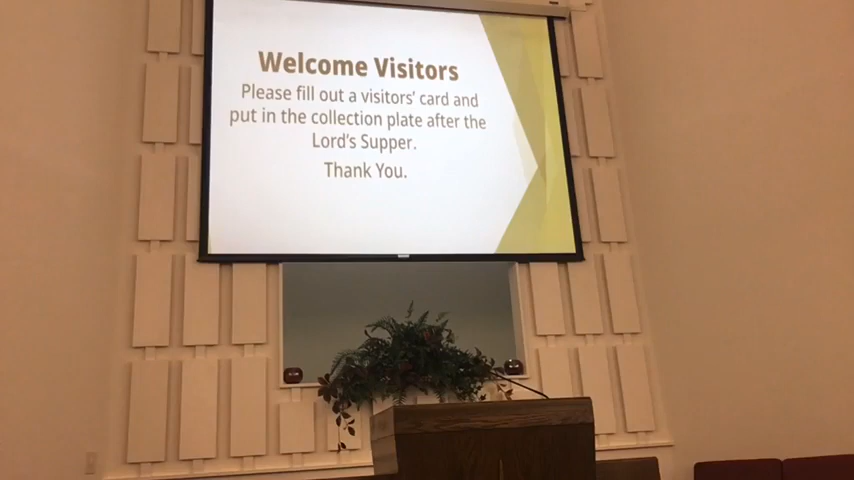 Welcome Visitors
Please fill out a visitors' card and
put in the collection plate after the
Lord's Supper.
Thank You.